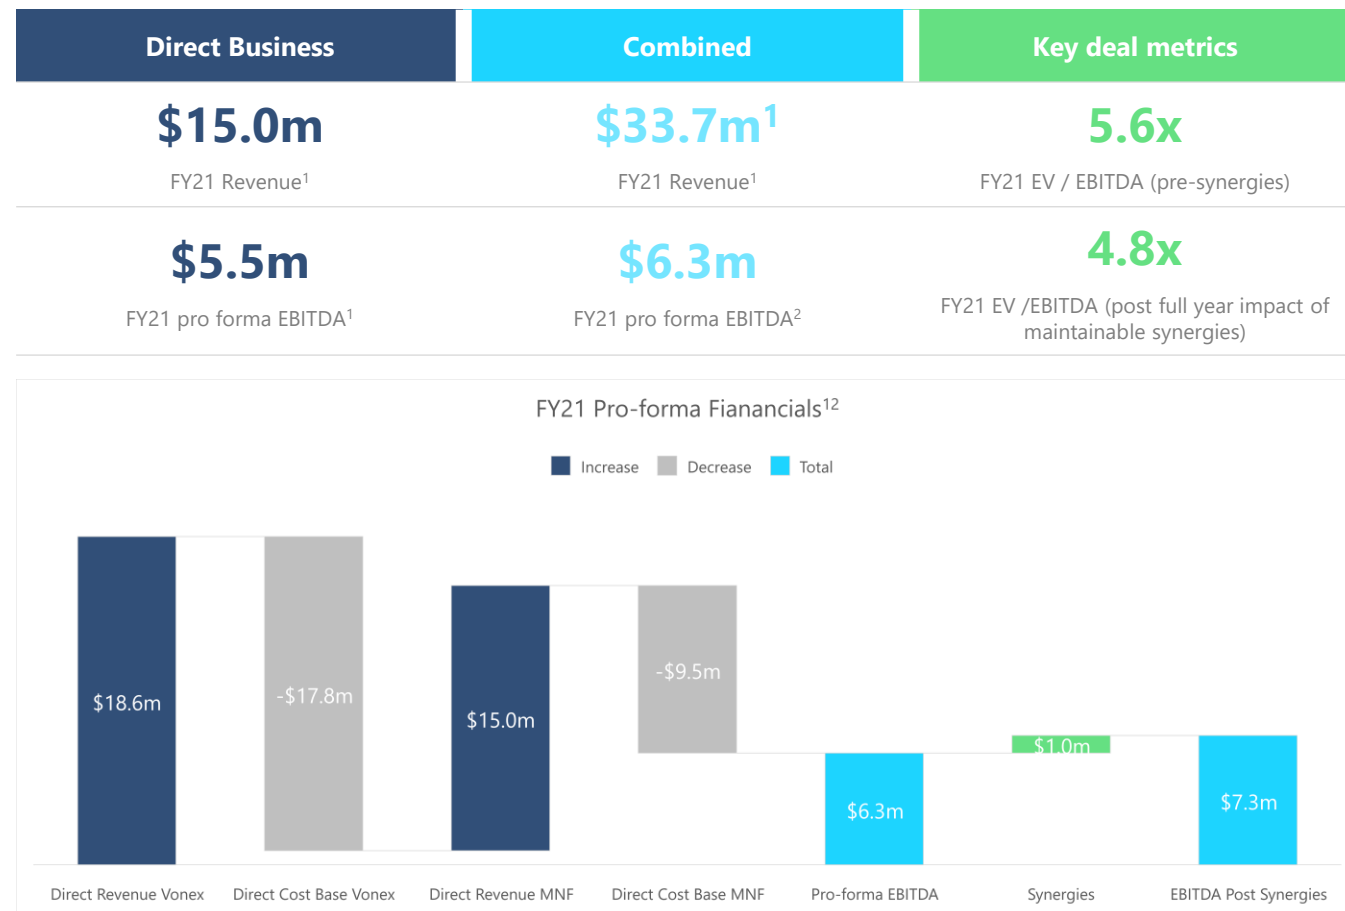 Direct Business
Combined
Key deal metrics
$15.0m
$33.7m¹
5.6x
FY21 Revenue¹
FY21 Revenue¹
FY21 EV / EBITDA (pre-synergies)
$5.5m
$6.3m
4.8x
FY21 pro forma EBITDA¹
FY21 pro forma EBITDA²
FY21 EV /EBITDA (post full year impact of
maintainable synergies)
FY21 Pro-forma Fianancials¹²
Increase
Decrease
Total
$18.6m
-$17.8m
$15.0m
-$9.5m
$6.3m
$1.0m
$7.3m
Direct Revenue Vonex
Direct Cost Base Vonex
Direct Revenue MNF
Direct Cost Base MNF
Pro-forma EBITDA
Synergies
EBITDA Post Synergies